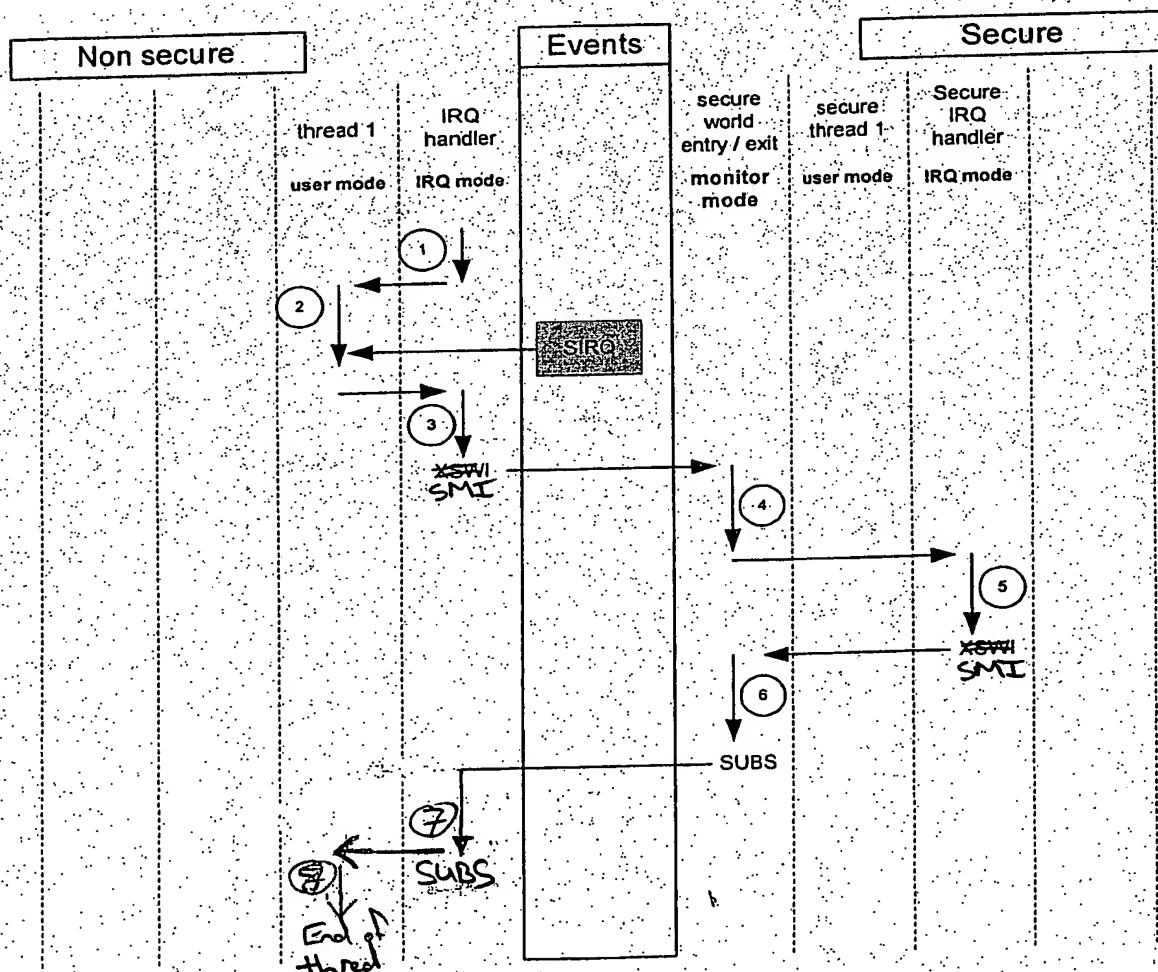 Non secure
Events
Secure
thread 1
user mode
IRQ
handler
IRQ mode
secure
world
entry / exit
monitor
mode
secure
thread 1
user mode
Secure
IRQ
handler
IRQ mode
1
2
SIRQ
3
XSWI
SMI
4
5
XSWI
SMI
6
SUBS
7
SUBS
8
End of
thread